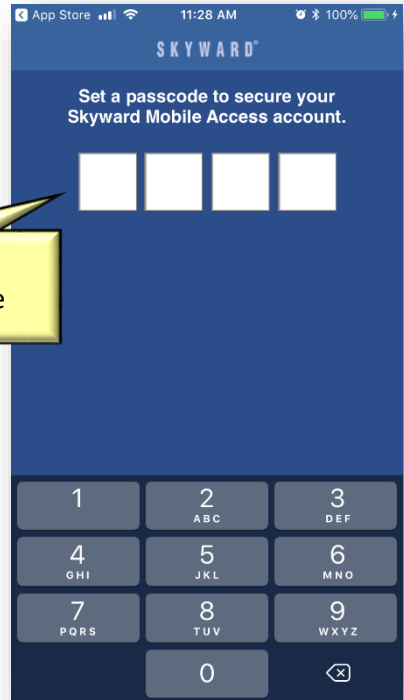 App Store 11:28 AM 100%
SKYWARD®
Set a passcode to secure your
Skyward Mobile Access account.
e
1 2 3
ABC DEF
4 5 6
GHI JKL MNO
7 8 9
PQRS TUV WXYZ
0